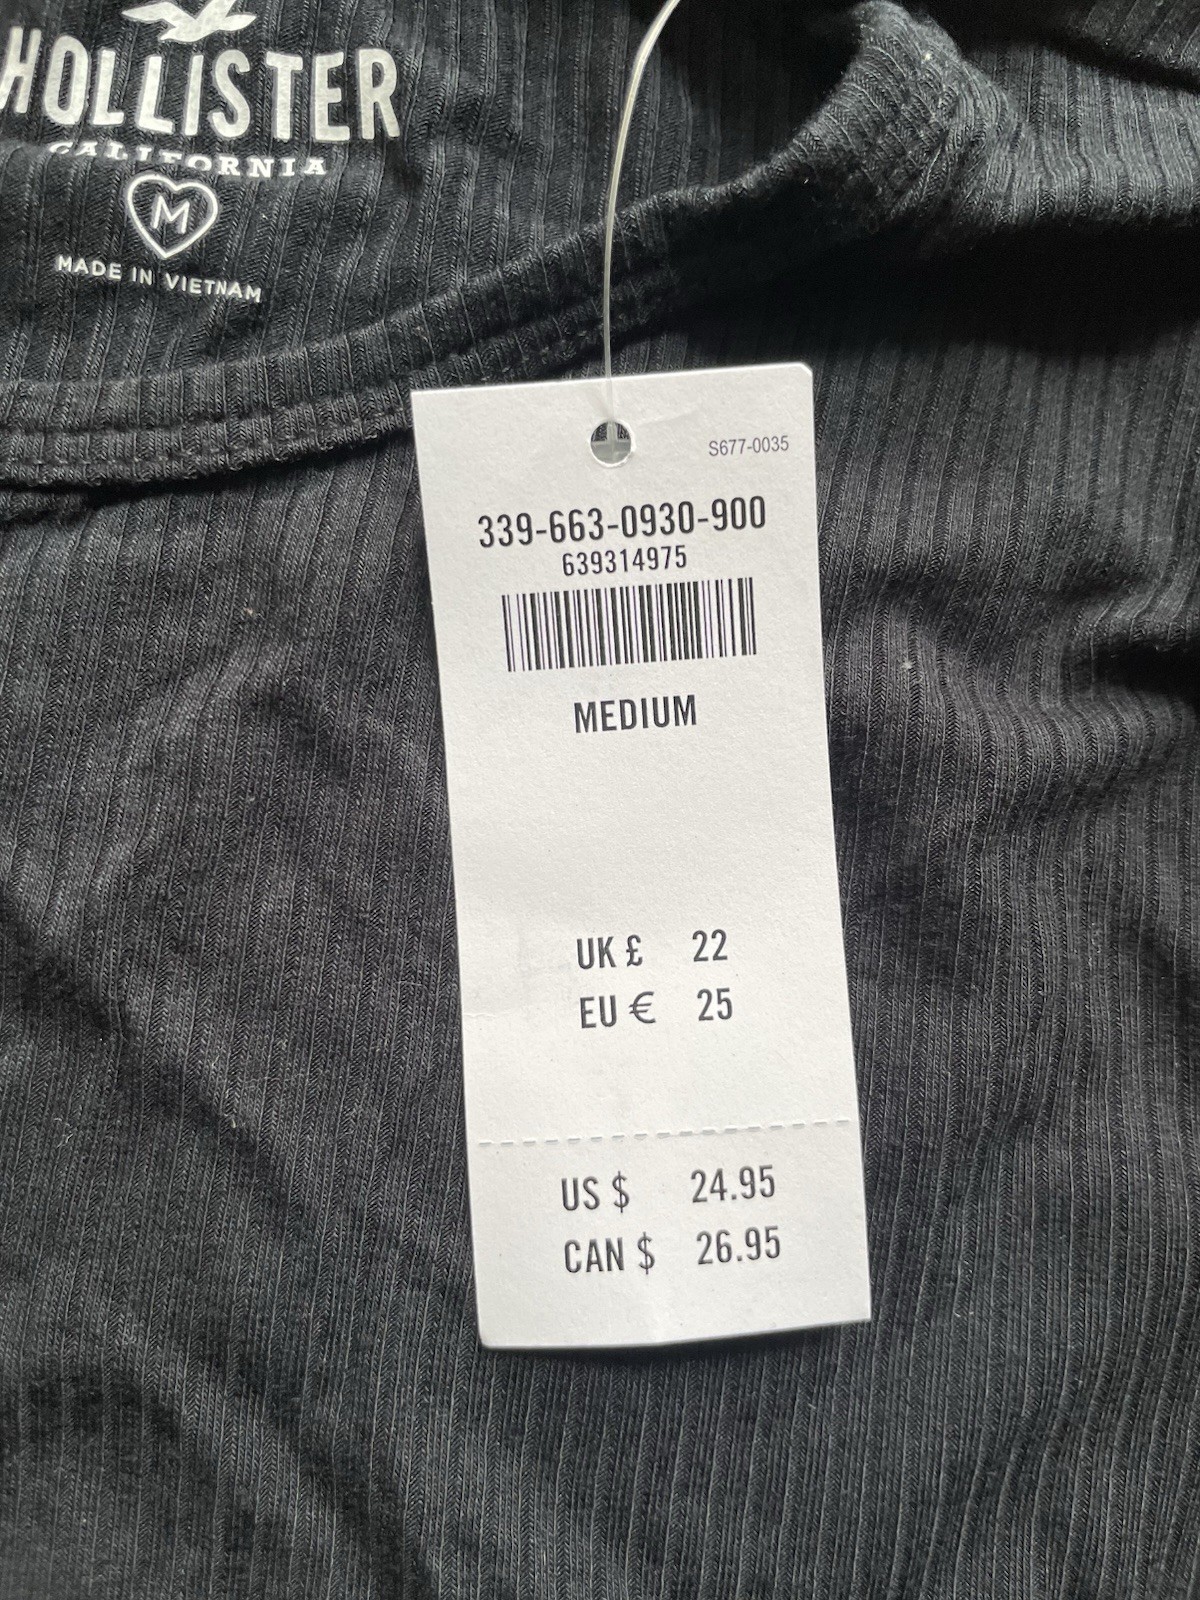 HOLLISTER
CALIFORNIA
M
MADE IN VIETNAM
S677-0035
339-663-0930-900
639314975
MEDIUM
UK £ 22
EU € 25
US $ 24.95
CAN $ 26.95